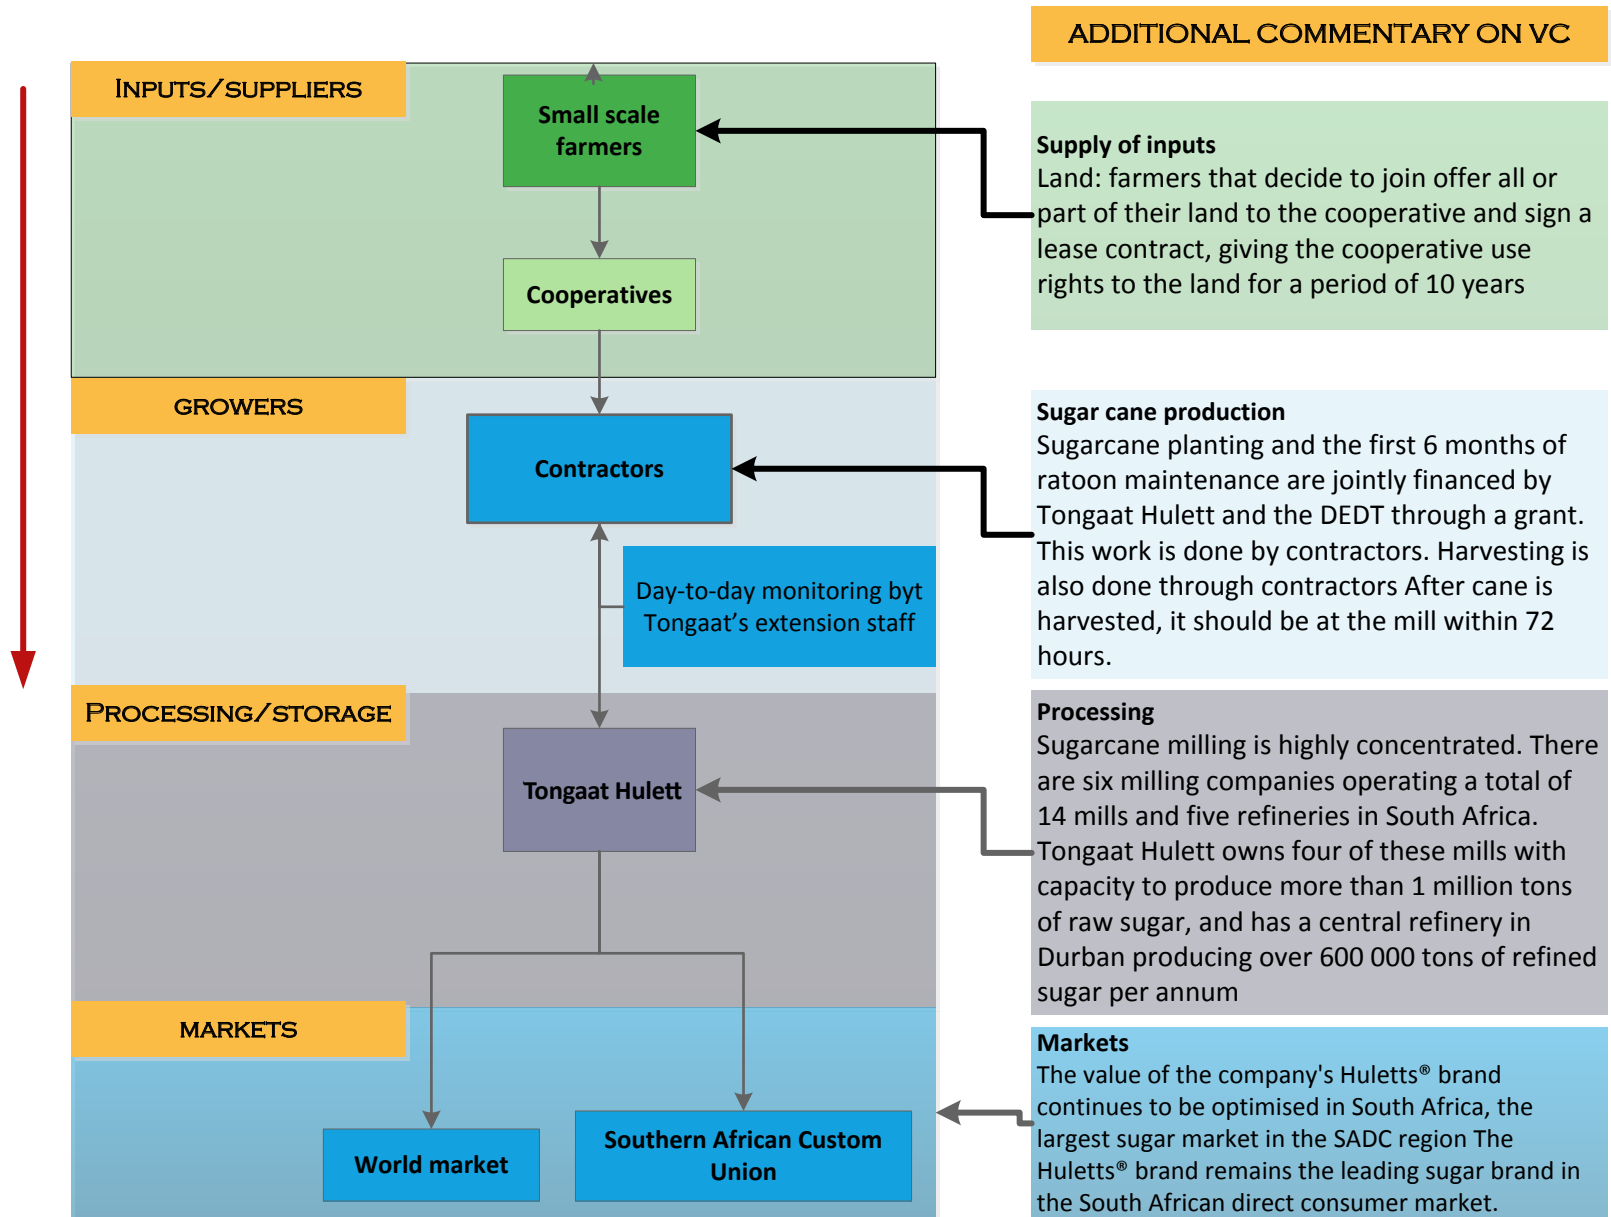 ADDITIONAL COMMENTARY ON VC
INPUTS/SUPPLIERS
Small scale
farmers
Cooperatives
Supply of inputs
Land: farmers that decide to join offer all or
part of their land to the cooperative and sign a
lease contract, giving the cooperative use
rights to the land for a period of 10 years
GROWERS
Contractors
Day-to-day monitoring byt
Tongaat's extension staff
Sugar cane production
Sugarcane planting and the first 6 months of
ratoon maintenance are jointly financed by
Tongaat Hulett and the DEDT through a grant.
This work is done by contractors. Harvesting is
also done through contractors After cane is
harvested, it should be at the mill within 72
hours.
PROCESSING/STORAGE
Tongaat Hulett
Processing
Sugarcane milling is highly concentrated. There
are six milling companies operating a total of
14 mills and five refineries in South Africa.
Tongaat Hulett owns four of these mills with
capacity to produce more than 1 million tons
of raw sugar, and has a central refinery in
Durban producing over 600 000 tons of refined
sugar per annum
MARKETS
World market
Southern African Custom
Union
Markets
The value of the company's Huletts® brand
continues to be optimised in South Africa, the
largest sugar market in the SADC region The
Huletts® brand remains the leading sugar brand in
the South African direct consumer market.